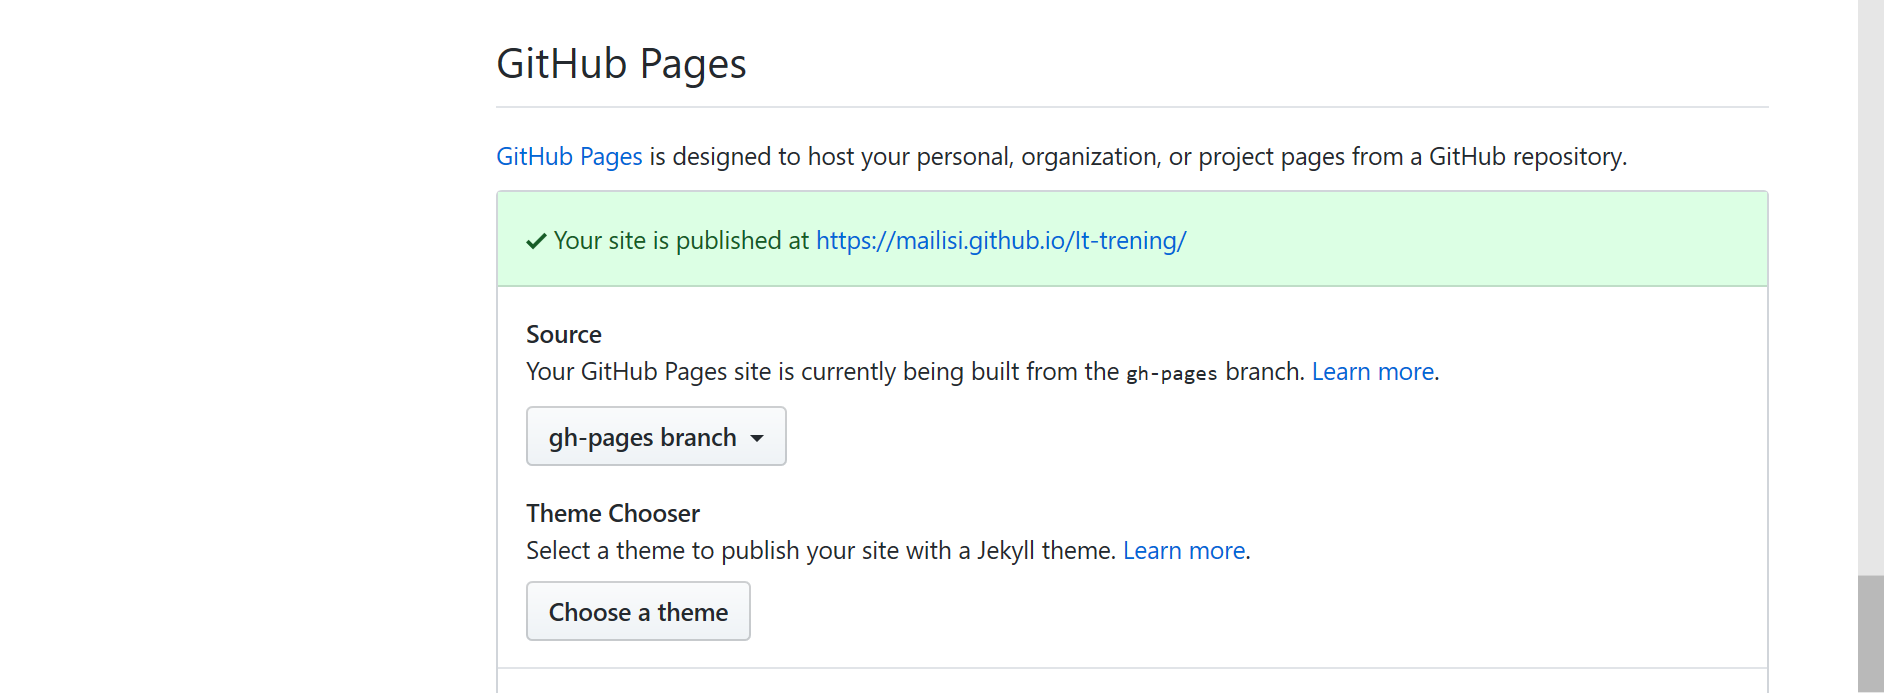 GitHub Pages
GitHub Pages is designed to host your personal, organization, or project pages from a GitHub repository.
Your site is published at https://mailisi.github.io/lt-trening/
Source
Your GitHub Pages site is currently being built from the gh-pages branch. Learn more.
gh-pages branch
Theme Chooser
Select a theme to publish your site with a Jekyll theme. Learn more.
Choose a theme